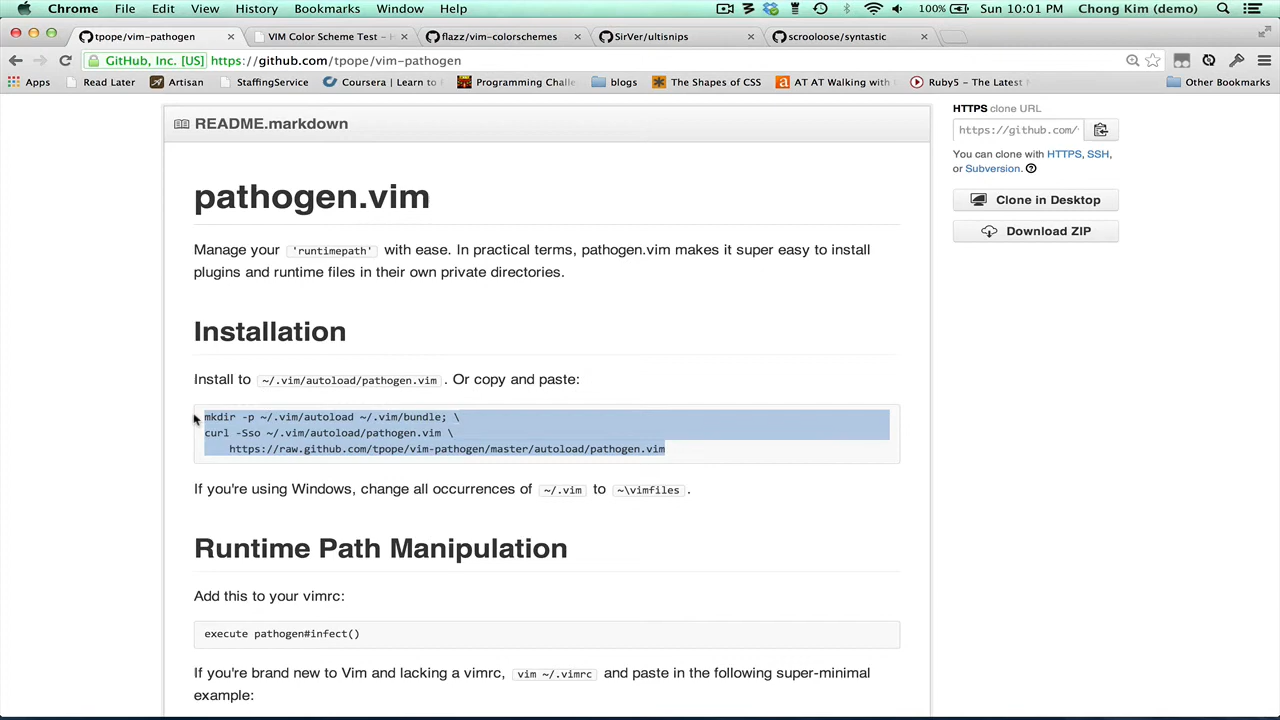 Chrome File Edit View History Bookmarks Window Help 100% Sun 10:01 PM Chong Kim (demo)
tpope/vim-pathogen VIM Color Scheme Test - flazz/vim-colorschemes SirVer/ultisnips scrooloose/syntastic
GitHub, Inc. [US] https://github.com/tpope/vim-pathogen
Apps Read Later Artisan StaffingService Coursera | Learn to Programming Challe blogs The Shapes of CSS AT AT Walking with Ruby5 - The Latest Other Bookmarks
README.markdown
HTTPS clone URL
https://github.com/
You can clone with HTTPS, SSH,
or Subversion.
Clone in Desktop
Download ZIP
pathogen.vim
Manage your 'runtimepath' with ease. In practical terms, pathogen.vim makes it super easy to install
plugins and runtime files in their own private directories.
Installation
Install to ~/.vim/autoload/pathogen.vim . Or copy and paste:
mkdir -p ~/.vim/autoload ~/.vim/bundle; \
curl -Sso ~/.vim/autoload/pathogen.vim \
https://raw.github.com/tpope/vim-pathogen/master/autoload/pathogen.vim
If you're using Windows, change all occurrences of ~/.vim to ~\vimfiles .
Runtime Path Manipulation
Add this to your vimrc:
execute pathogen#infect()
If you're brand new to Vim and lacking a vimrc, vim ~/.vimrc and paste in the following super-minimal
example: